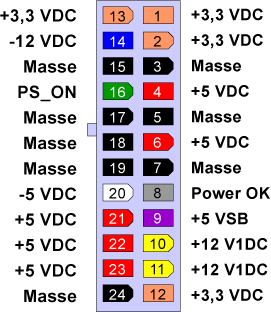 +3,3 VDC 13 1 +3,3 VDC
-12 VDC 14 2 +3,3 VDC
Masse 15 3 Masse
PS_ON 16 4 +5 VDC
Masse 17 5 Masse
Masse 18 6 +5 VDC
Masse 19 7 Masse
-5 VDC 20 8 Power OK
+5 VDC 21 9 +5 VSB
+5 VDC 22 10 +12 V1DC
+5 VDC 23 11 +12 V1DC
Masse 24 12 +3,3 VDC